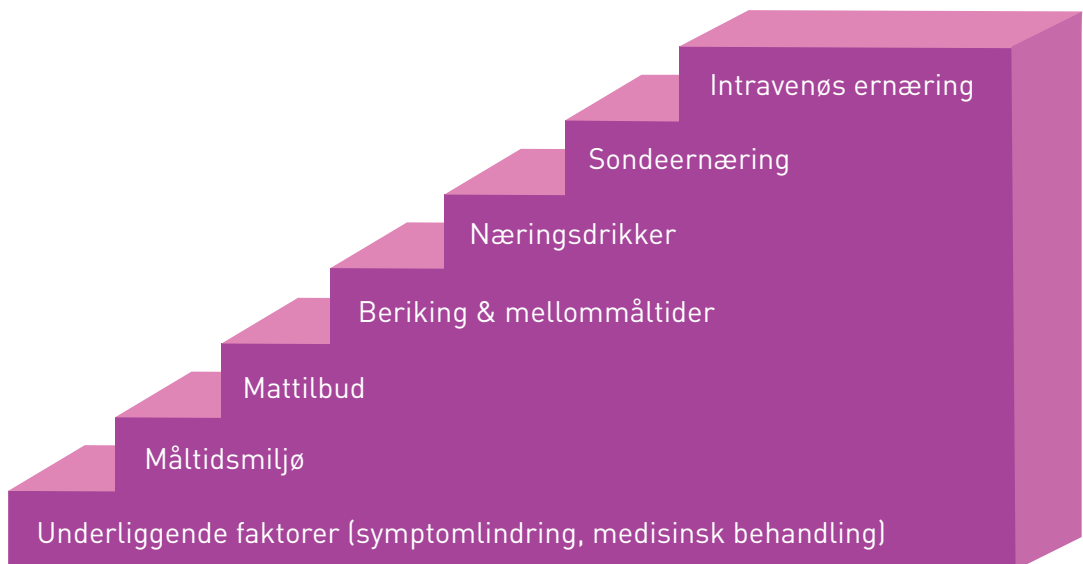 Intravenøs ernæring
Sondeernæring
Næringsdrikker
Beriking & mellommåltider
Mattilbud
Måltidsmiljø
Underliggende faktorer (symptomlindring, medisinsk behandling)